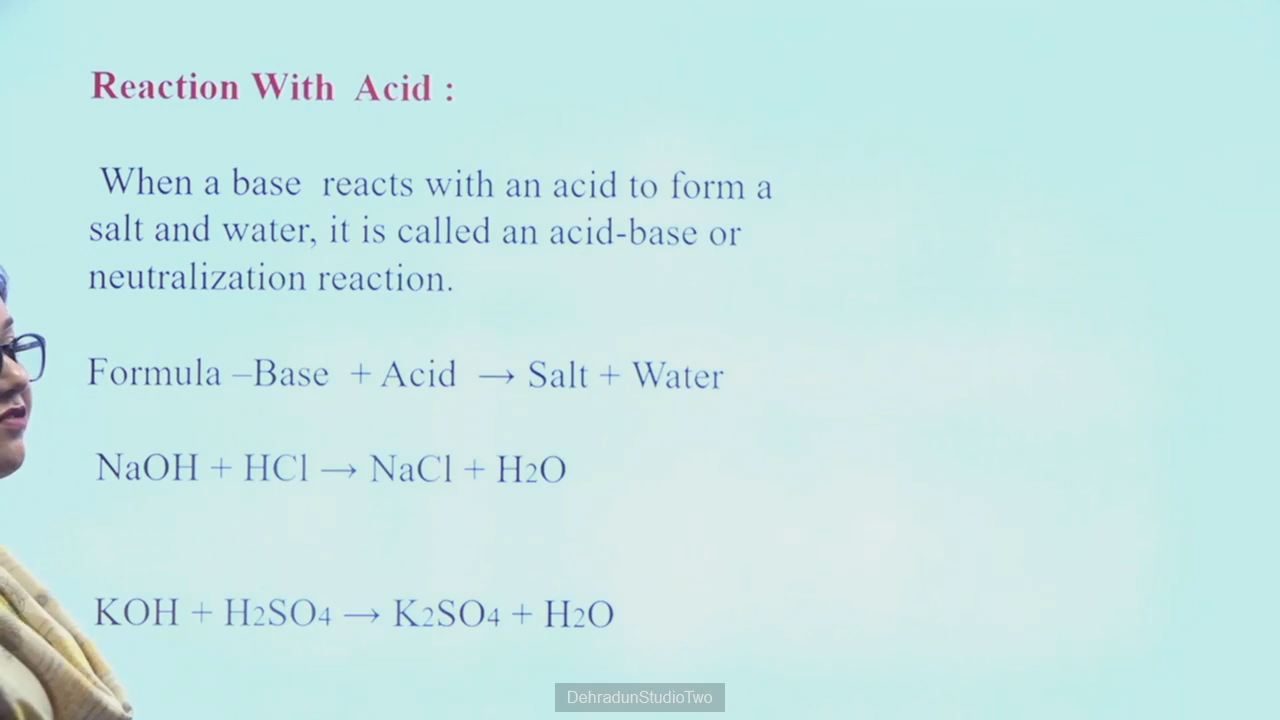 Reaction With Acid :
When a base reacts with an acid to form a
salt and water, it is called an acid-base or
neutralization reaction.
Formula –Base + Acid → Salt + Water
NaOH + HCl → NaCl + H2O
KOH + H2SO4 → K2SO4 + H2O
DehradunStudioTwo